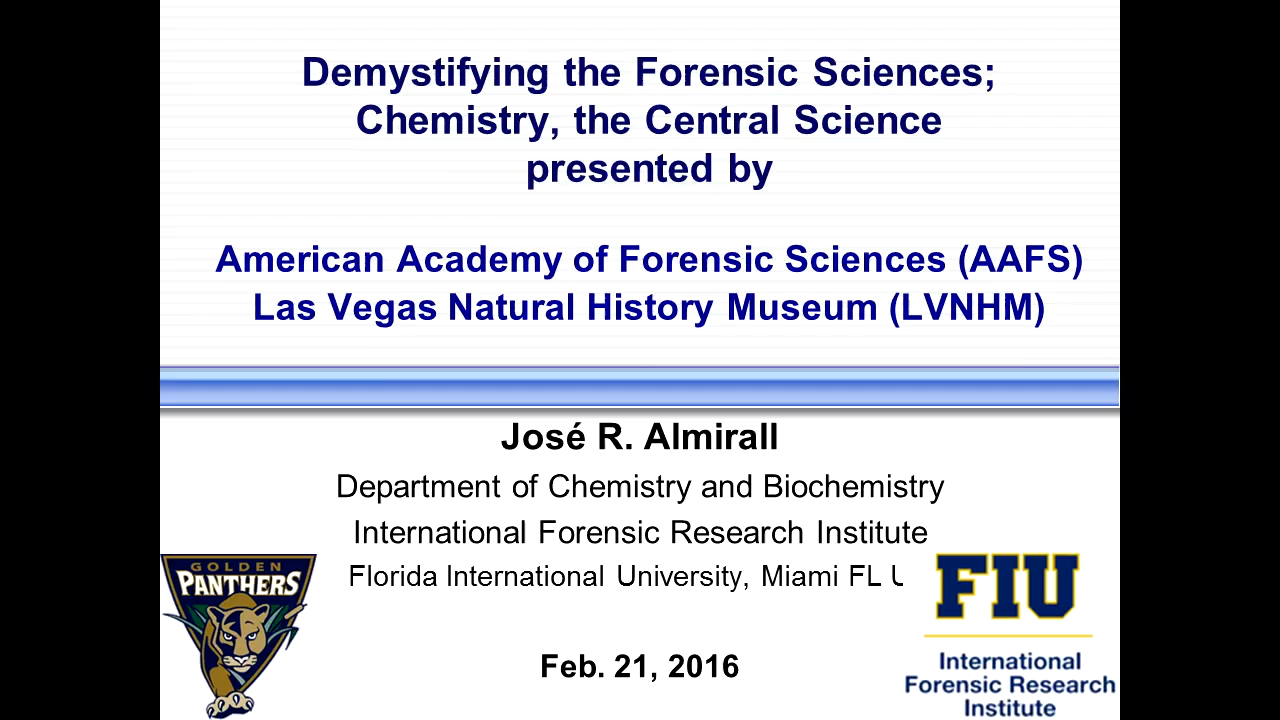 Demystifying the Forensic Sciences;
Chemistry, the Central Science
presented by
American Academy of Forensic Sciences (AAFS)
Las Vegas Natural History Museum (LVNHM)
José R. Almirall
Department of Chemistry and Biochemistry
International Forensic Research Institute
Florida International University, Miami FL
Feb. 21, 2016
GOLDEN
PANTHERS
FIU
International
Forensic Research
Institute